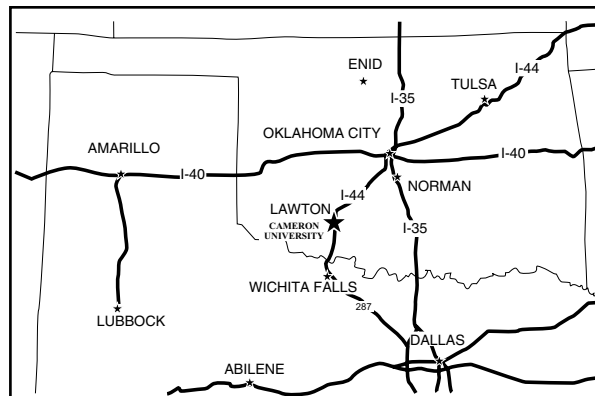 ENID
I-44
TULSA
I-35
OKLAHOMA CITY
AMARILLO
I-40
I-40
I-44
NORMAN
LAWTON
CAMERON
UNIVERSITY
I-35
WICHITA FALLS
287
LUBBOCK
DALLAS
ABILENE